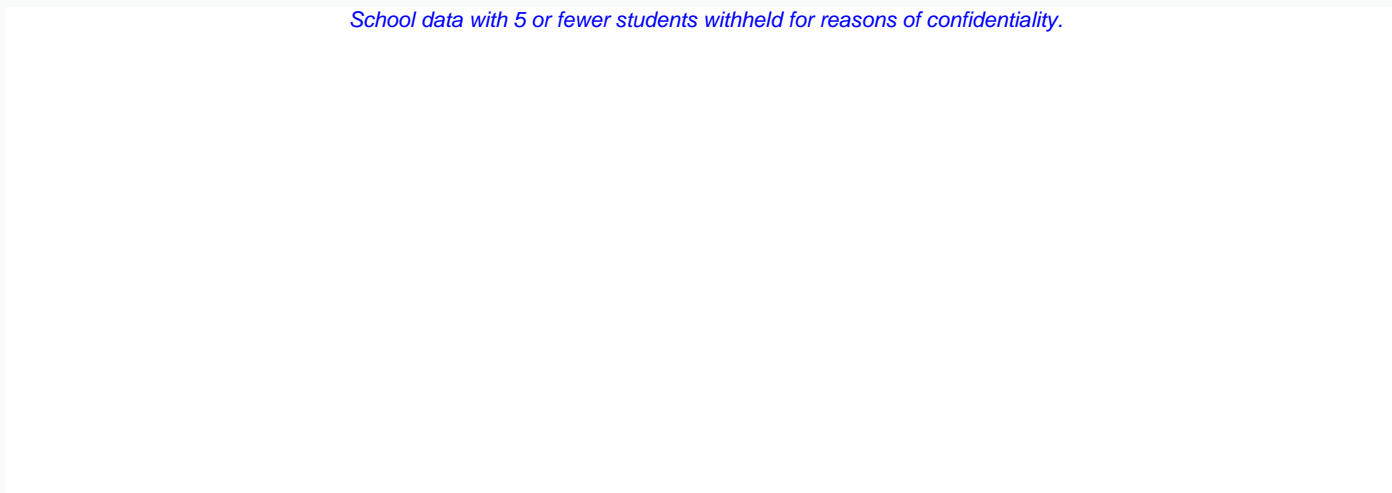 School data with 5 or fewer students withheld for reasons of confidentiality.